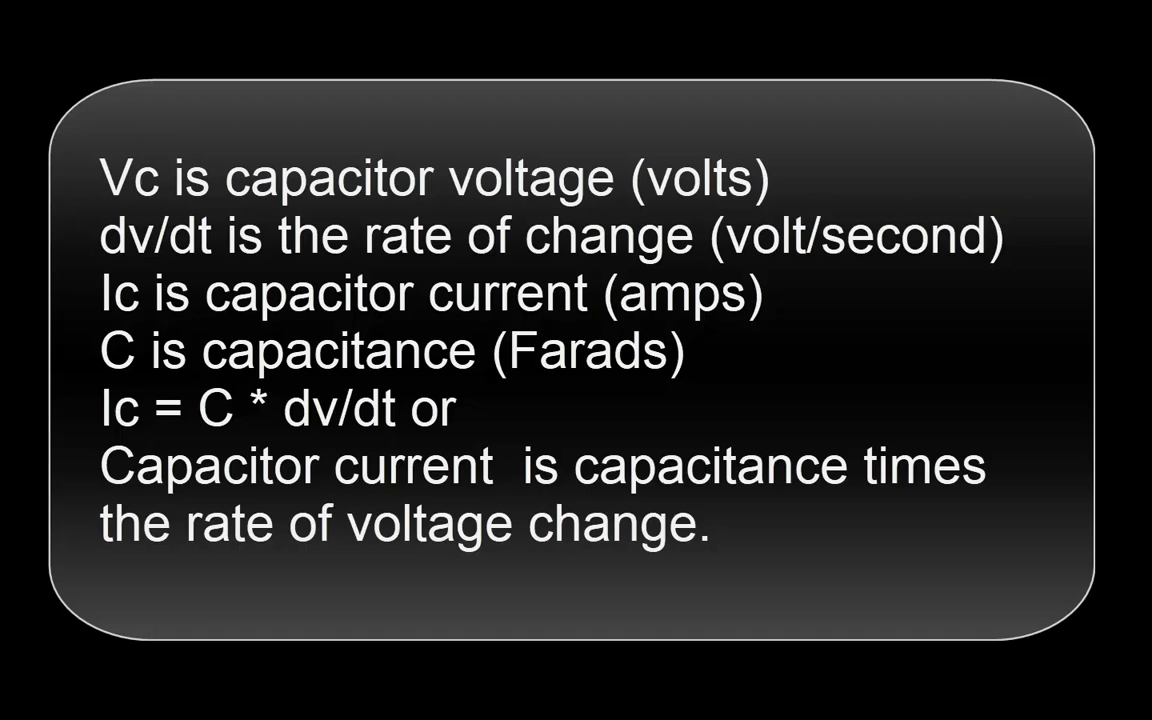 Vc is capacitor voltage (volts)
dv/dt is the rate of change (volt/second)
Ic is capacitor current (amps)
C is capacitance (Farads)
Ic = C * dv/dt or
Capacitor current  is capacitance times
the rate of voltage change.